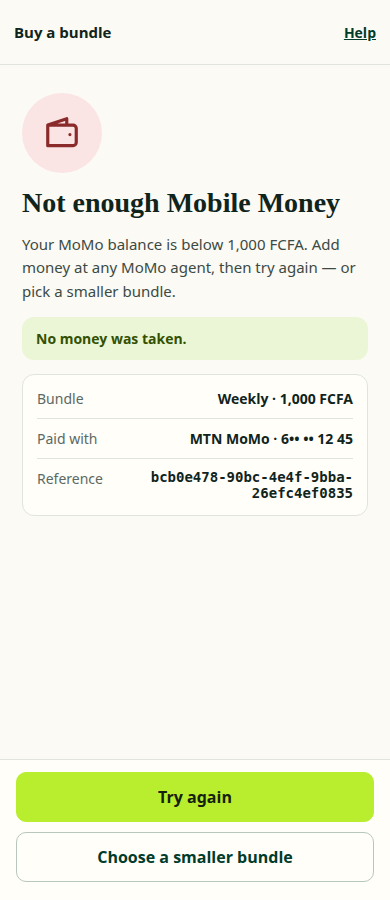 Buy a bundle
Help
Not enough Mobile Money
Your MoMo balance is below 1,000 FCFA. Add
money at any MoMo agent, then try again — or
pick a smaller bundle.
No money was taken.
Bundle
Weekly · 1,000 FCFA
Paid with
MTN MoMo · 6•• •• 12 45
Reference
bcb0e478-90bc-4e4f-9bba-
26efc4ef0835
Try again
Choose a smaller bundle